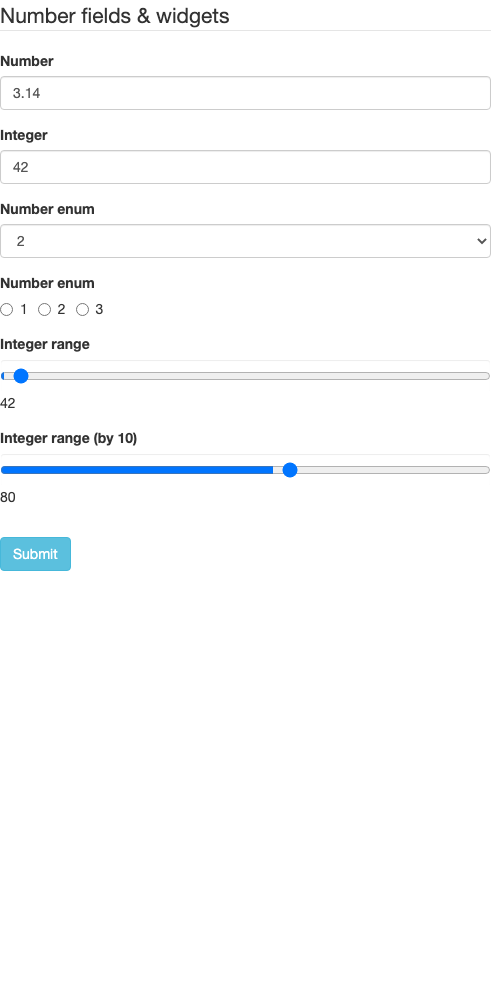 Number fields & widgets
Number
3.14
Integer
42
Number enum
2
Number enum
1 2 3
Integer range
42
Integer range (by 10)
80
Submit